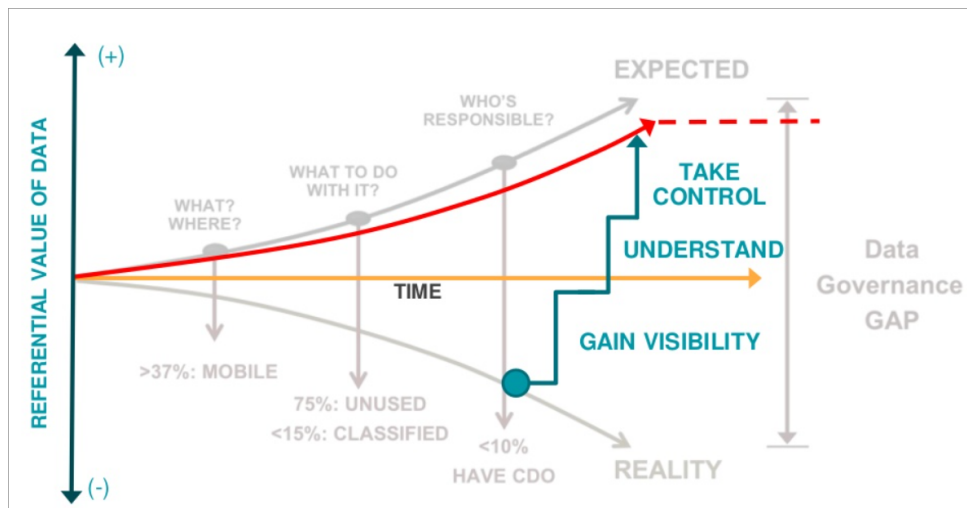 (+)
EXPECTED
WHO'S
RESPONSIBLE?
WHAT TO DO
WITH IT?
WHAT?
WHERE?
TAKE
CONTROL
UNDERSTAND
TIME
GAIN VISIBILITY
Data
Governance
GAP
REFERENTIAL VALUE OF DATA
>37%: MOBILE
75%: UNUSED
<15%: CLASSIFIED
<10%
HAVE CDO
REALITY
(-)